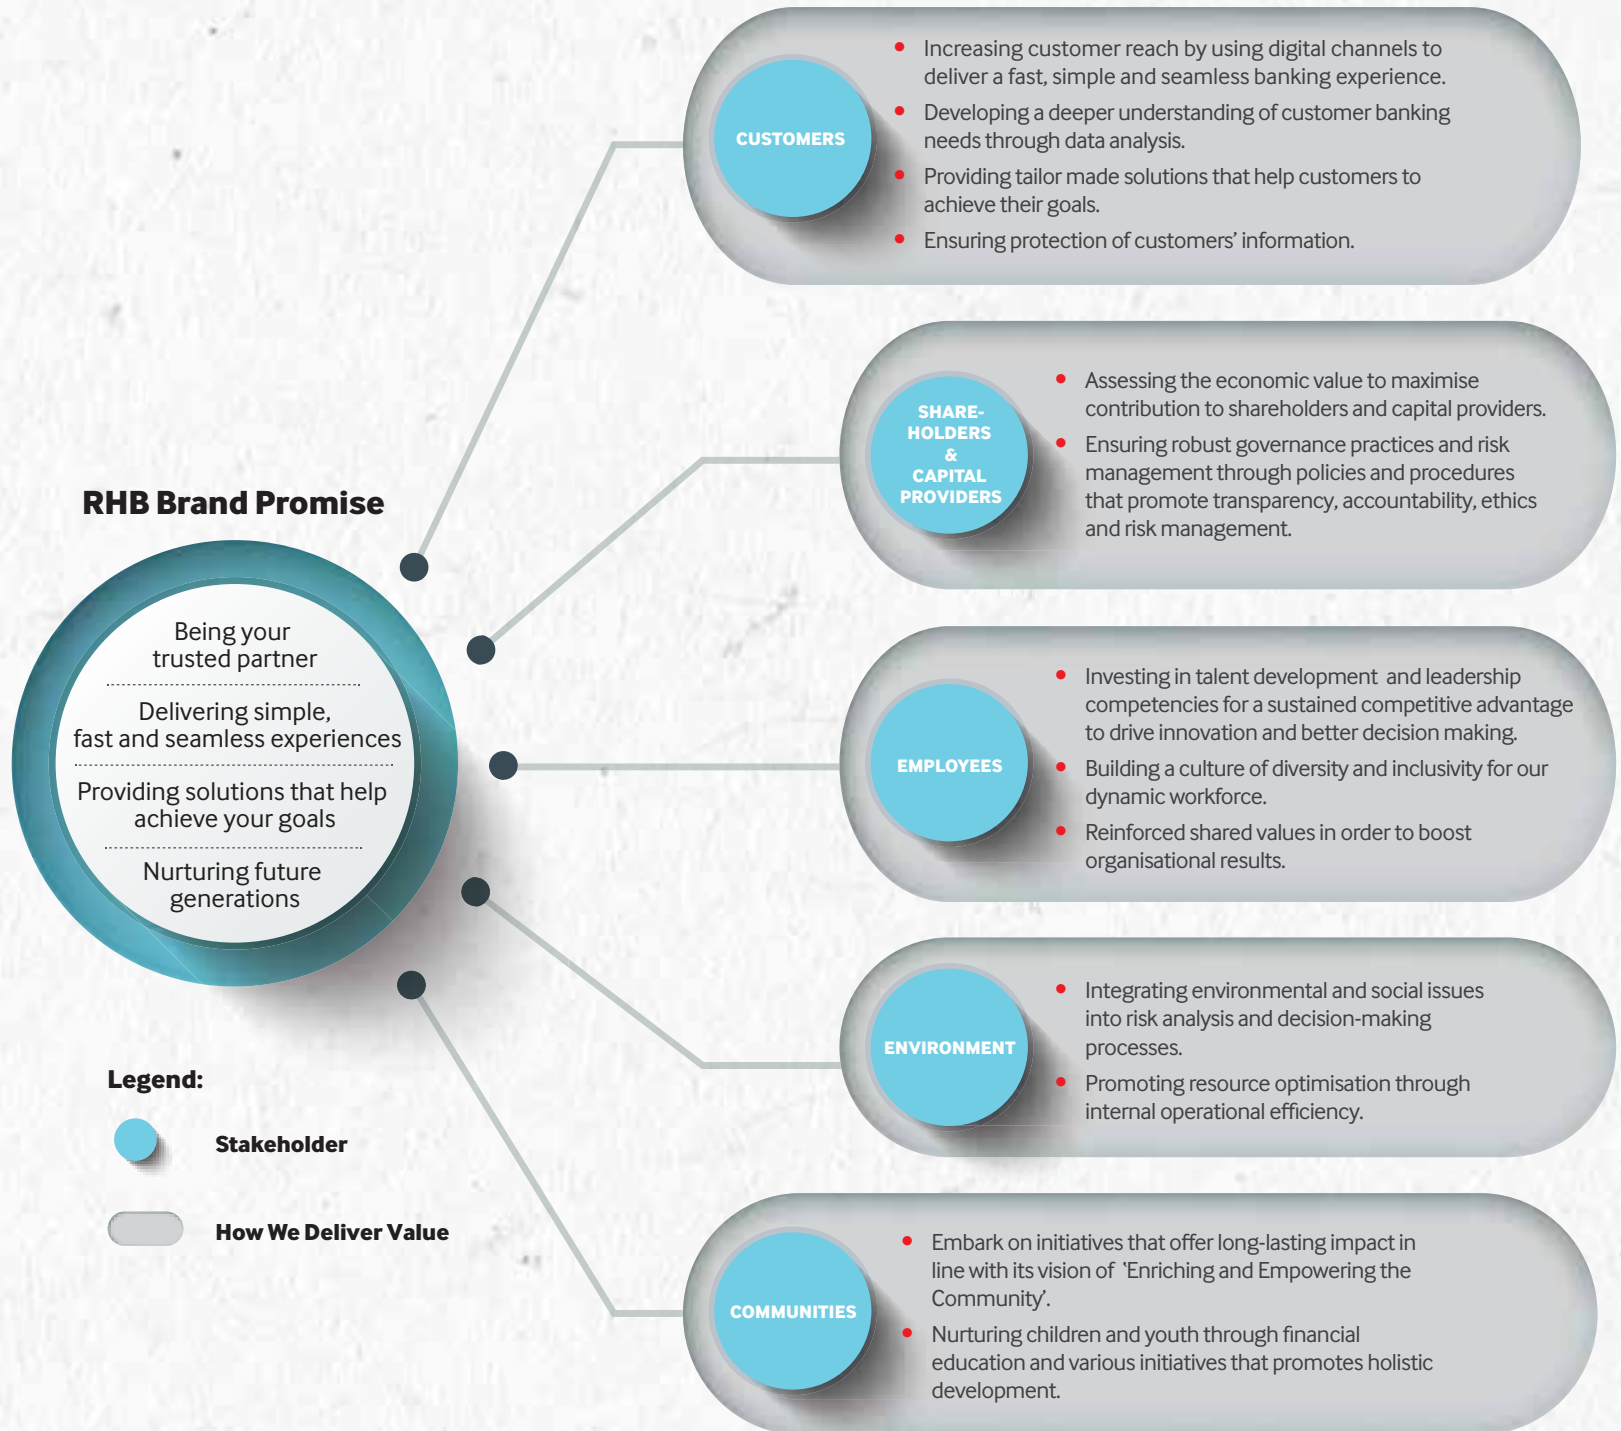 CUSTOMERS
• Increasing customer reach by using digital channels to
deliver a fast, simple and seamless banking experience.
• Developing a deeper understanding of customer banking
needs through data analysis.
• Providing tailor made solutions that help customers to
achieve their goals.
• Ensuring protection of customers’ information.
SHARE-
HOLDERS
&
CAPITAL
PROVIDERS
• Assessing the economic value to maximise
contribution to shareholders and capital providers.
• Ensuring robust governance practices and risk
management through policies and procedures
that promote transparency, accountability, ethics
and risk management.
RHB Brand Promise
Being your
trusted partner
Delivering simple,
fast and seamless experiences
Providing solutions that help
achieve your goals
Nurturing future
generations
EMPLOYEES
• Investing in talent development and leadership
competencies for a sustained competitive advantage
to drive innovation and better decision making.
• Building a culture of diversity and inclusivity for our
dynamic workforce.
• Reinforced shared values in order to boost
organisational results.
ENVIRONMENT
• Integrating environmental and social issues
into risk analysis and decision-making
processes.
• Promoting resource optimisation through
internal operational efficiency.
Legend:
Stakeholder
How We Deliver Value
COMMUNITIES
• Embark on initiatives that offer long-lasting impact in
line with its vision of ‘Enriching and Empowering the
Community’.
• Nurturing children and youth through financial
education and various initiatives that promotes holistic
development.